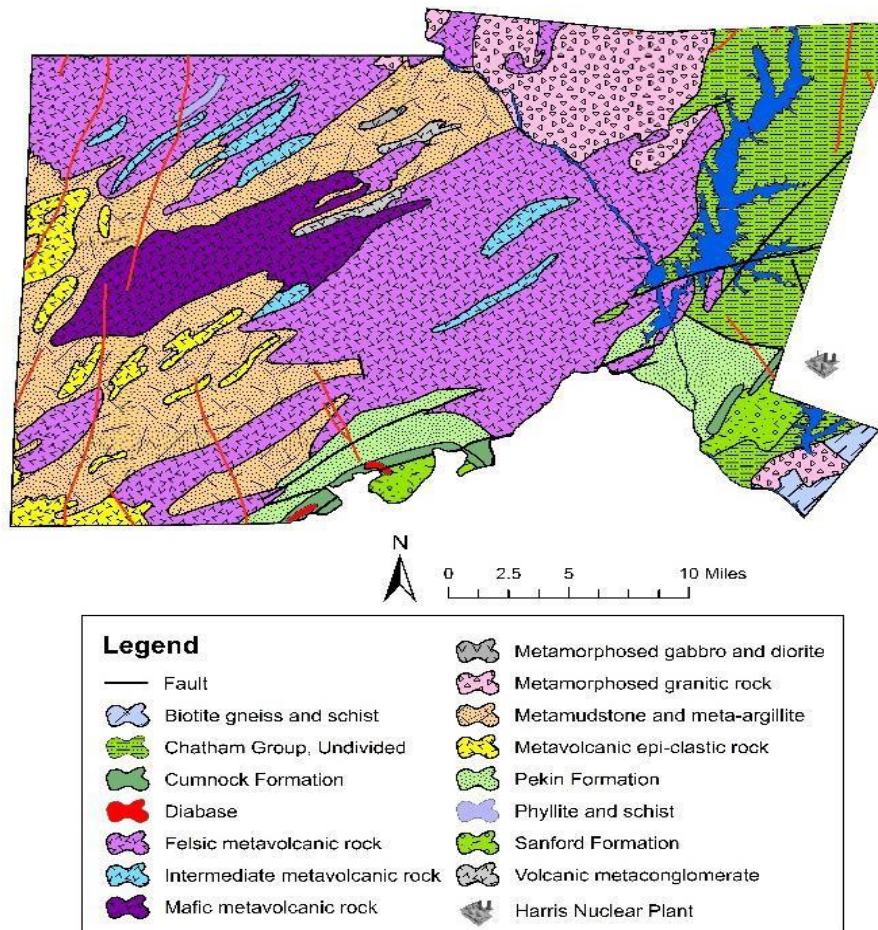 N
0 2.5 5 10 Miles
Legend
Fault
Biotite gneiss and schist
Chatham Group, Undivided
Cumnock Formation
Diabase
Felsic metavolcanic rock
Intermediate metavolcanic rock
Mafic metavolcanic rock
Metamorphosed gabbro and diorite
Metamorphosed granitic rock
Metamudstone and meta-argillite
Metavolcanic epi-clastic rock
Pekin Formation
Phyllite and schist
Sanford Formation
Volcanic metaconglomerate
Harris Nuclear Plant